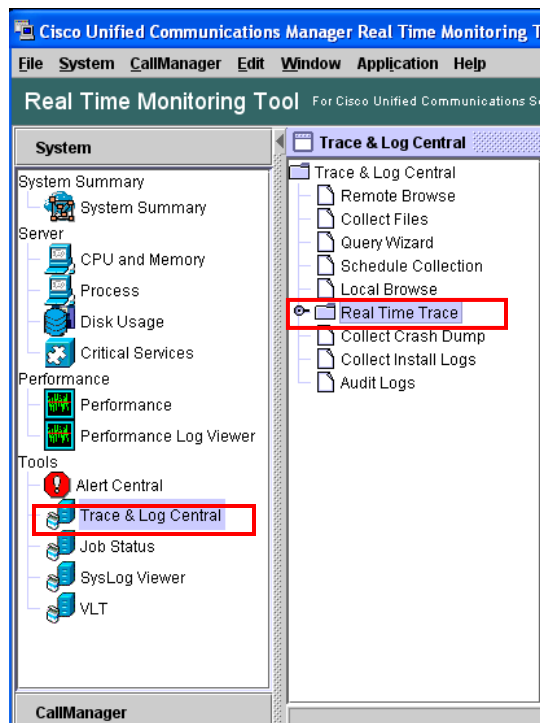 Cisco Unified Communications Manager Real Time Monitoring T
File System CallManager Edit Window Application Help
Real Time Monitoring Tool For Cisco Unified Communications S
System
System Summary
System Summary
Server
CPU and Memory
Process
Disk Usage
Critical Services
Performance
Performance
Performance Log Viewer
Tools
Alert Central
Trace & Log Central
Job Status
SysLog Viewer
VLT
CallManager
Trace & Log Central
Trace & Log Central
Remote Browse
Collect Files
Query Wizard
Schedule Collection
Local Browse
Real Time Trace
Collect Crash Dump
Collect Install Logs
Audit Logs